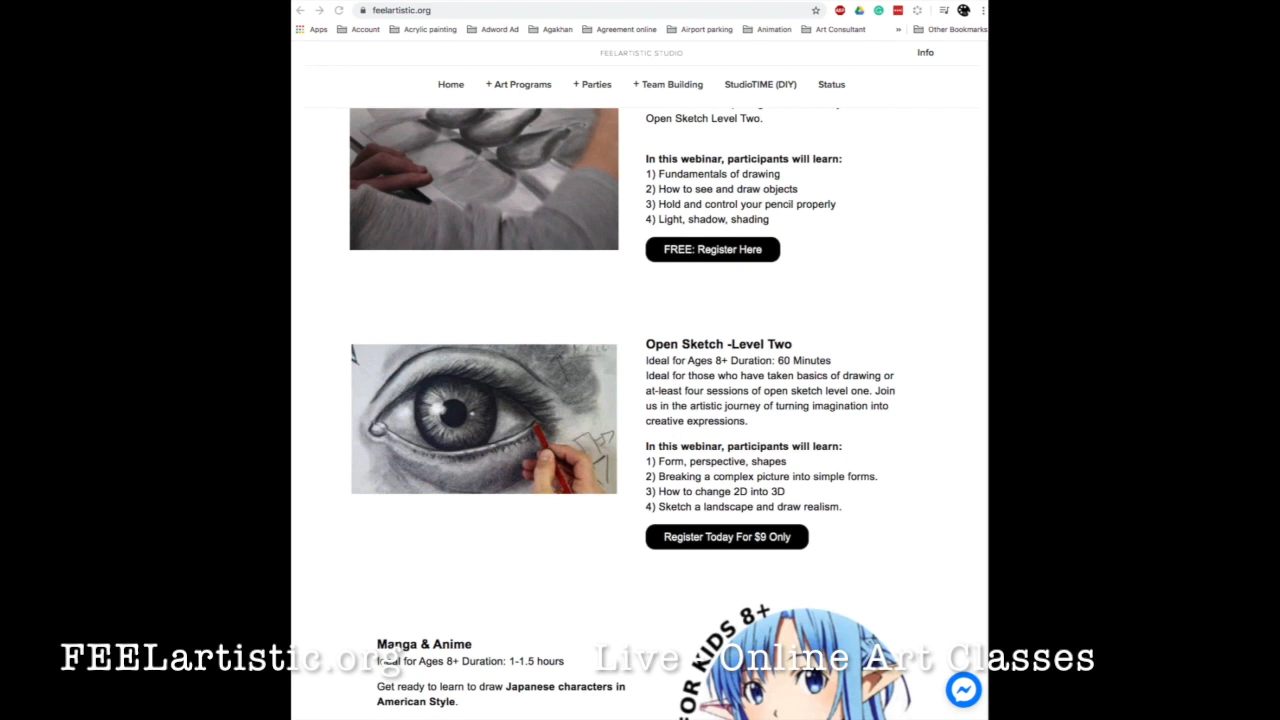 feelartistic.org
Apps Account Acrylic painting Adword Ad Agakhan Agreement online Airport parking Animation Art Consultant » Other Bookmarks
FEELARTISTIC STUDIO
Info
Home + Art Programs + Parties + Team Building StudioTIME (DIY) Status
Open Sketch Level Two.
In this webinar, participants will learn:
1) Fundamentals of drawing
2) How to see and draw objects
3) Hold and control your pencil properly
4) Light, shadow, shading
FREE: Register Here
Open Sketch -Level Two
Ideal for Ages 8+ Duration: 60 Minutes
Ideal for those who have taken basics of drawing or
at-least four sessions of open sketch level one. Join
us in the artistic journey of turning imagination into
creative expressions.
In this webinar, participants will learn:
1) Form, perspective, shapes
2) Breaking a complex picture into simple forms.
3) How to change 2D into 3D
4) Sketch a landscape and draw realism.
Register Today For $9 Only
FOR KIDS 8+
Manga & Anime
Ideal for Ages 8+ Duration: 1-1.5 hours
FEELartistic.org
Live - Online Art Classes
Get ready to learn to draw Japanese characters in
American Style.